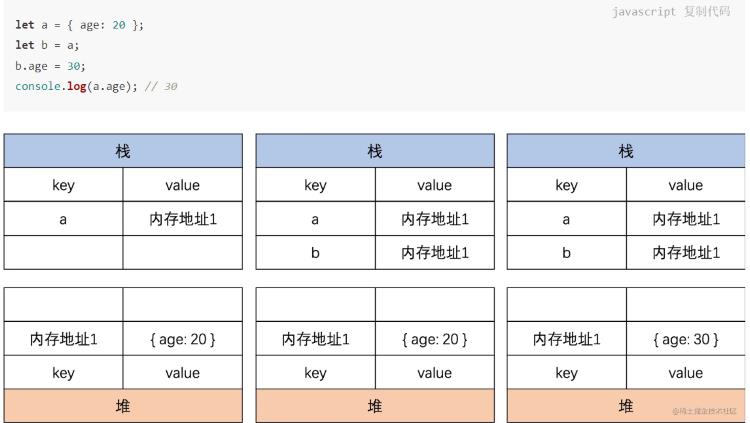 javascript 复制代码
let a = { age: 20 };
let b = a;
b.age = 30;
console.log(a.age); // 30
栈 栈 栈
key value key value key value
a 内存地址1 a 内存地址1 a 内存地址1
b 内存地址1 b 内存地址1
内存地址1 { age: 20 } 内存地址1 { age: 20 } 内存地址1 { age: 30 }
key value key value key value
堆 堆 堆
@稀土掘金技术社区